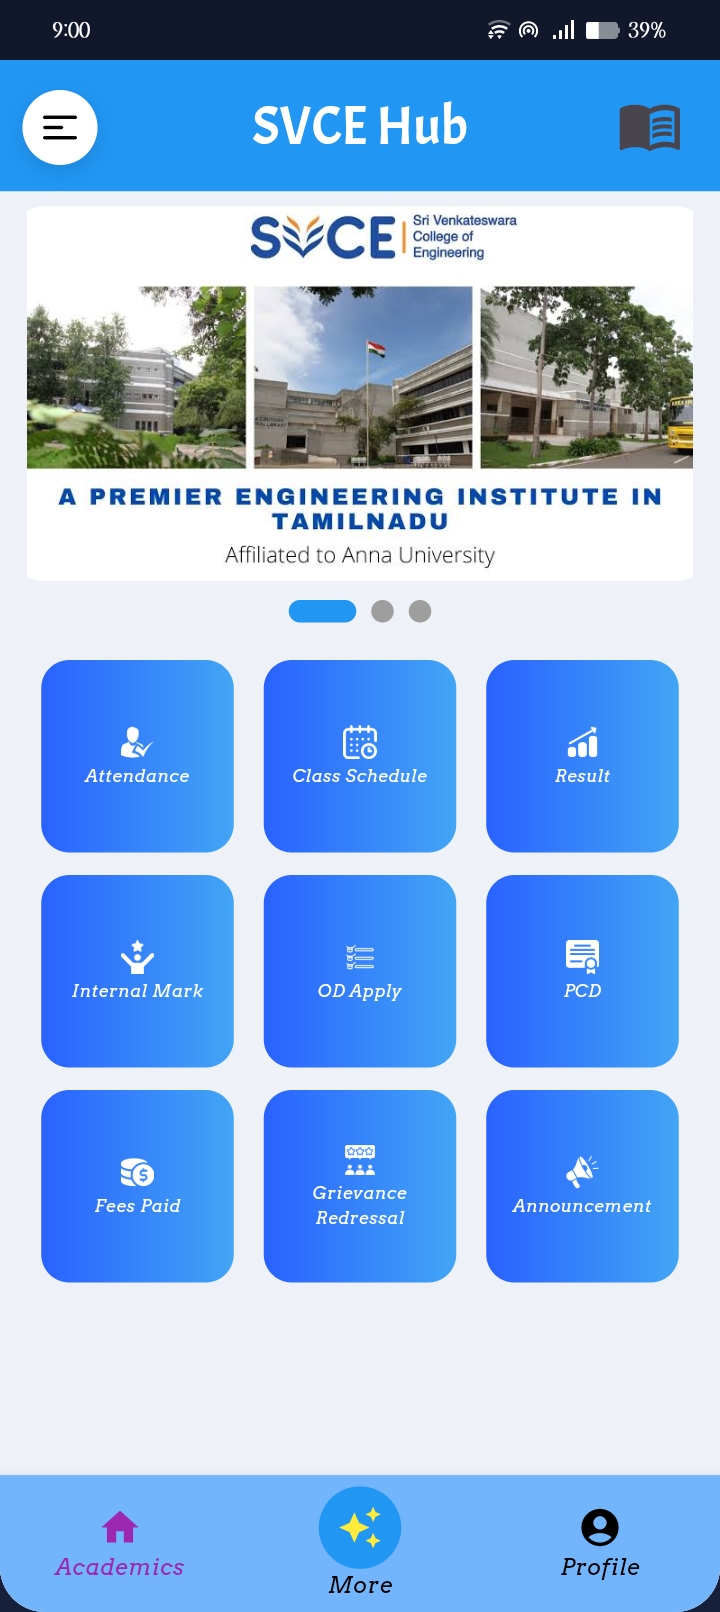 9:00
39%
SVCE Hub
SVCE
Sri Venkateswara
College of
Engineering
A PREMIER ENGINEERING INSTITUTE IN
TAMILNADU
Affiliated to Anna University
Attendance
Class Schedule
Result
Internal Mark
OD Apply
PCD
Fees Paid
Grievance
Redressal
Announcement
Academics
More
Profile